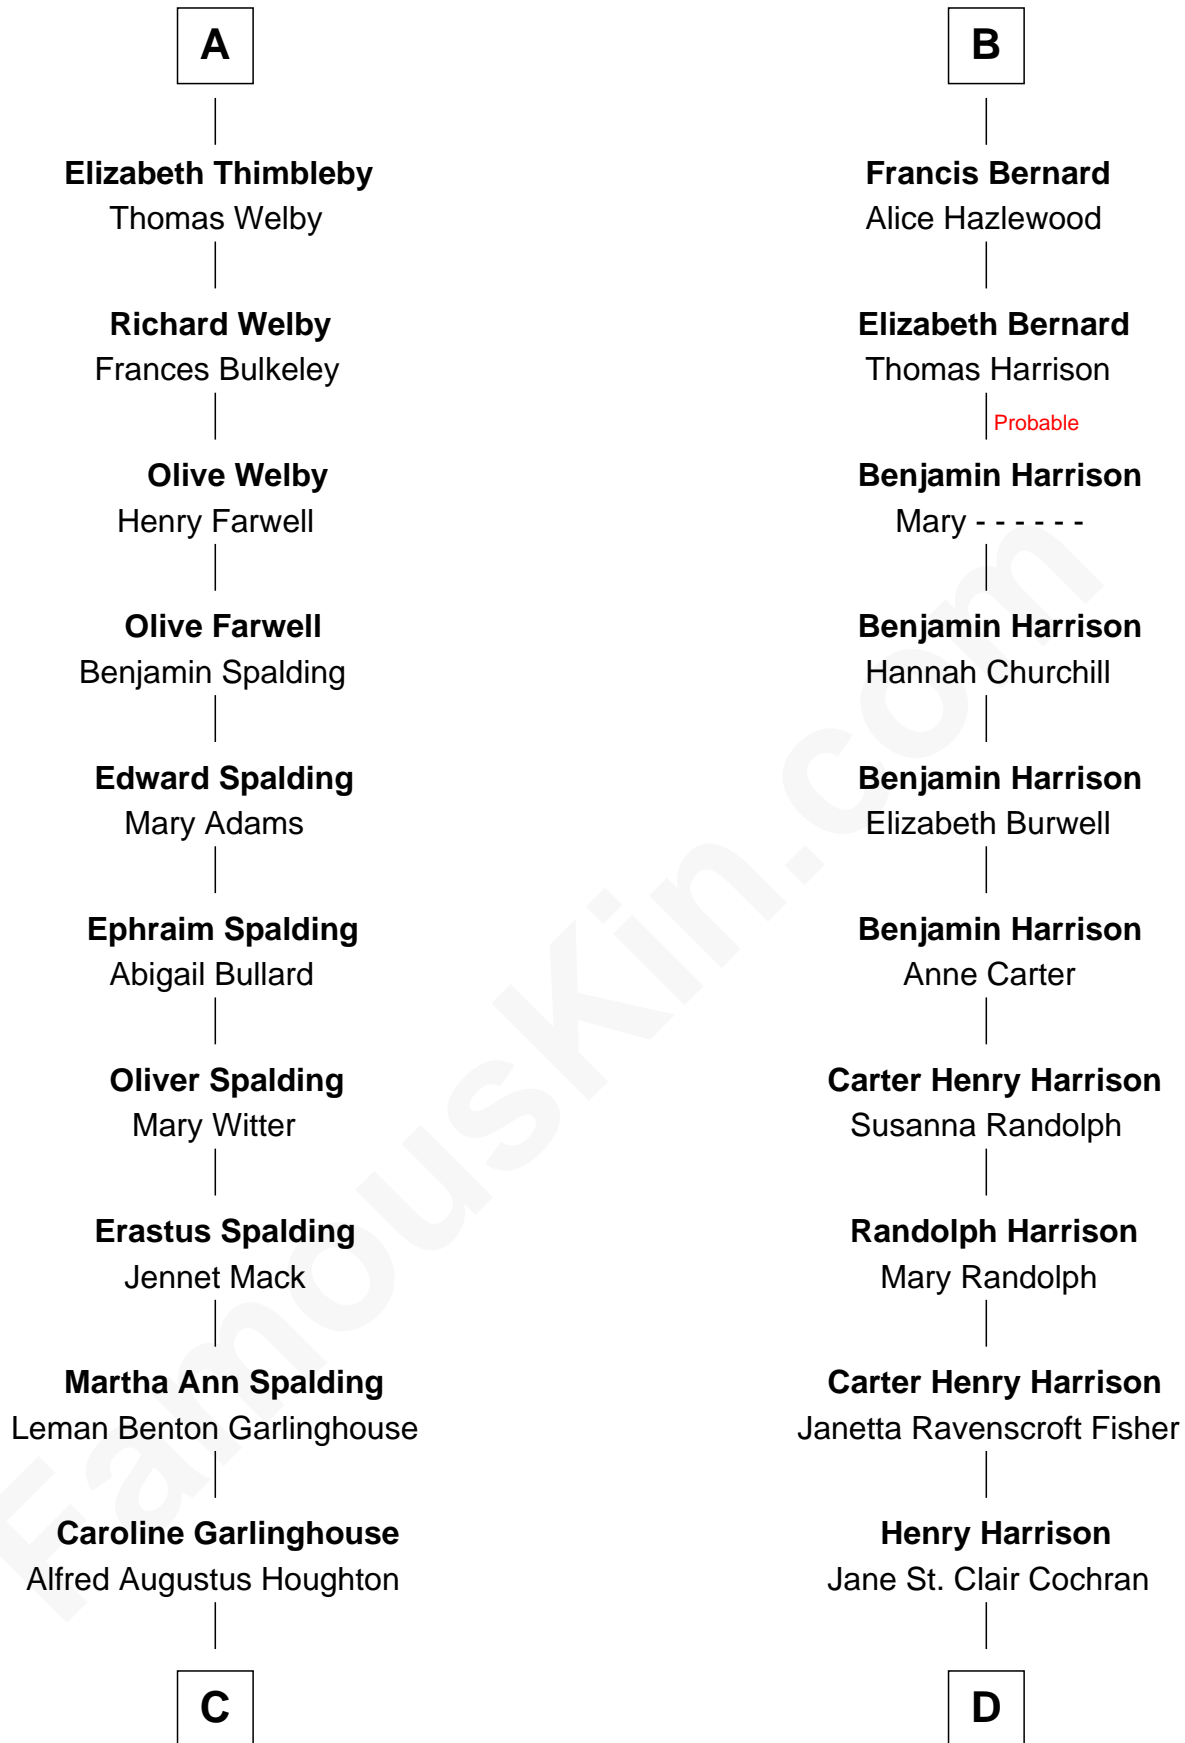 A
Elizabeth Thimbleby
Thomas Welby
Richard Welby
Frances Bulkeley
Olive Welby
Henry Farwell
Olive Farwell
Benjamin Spalding
Edward Spalding
Mary Adams
Ephraim Spalding
Abigail Bullard
Oliver Spalding
Mary Witter
Erastus Spalding
Jennet Mack
Martha Ann Spalding
Leman Benton Garlinghouse
Caroline Garlinghouse
Alfred Augustus Houghton
C
B
Francis Bernard
Alice Hazlewood
Elizabeth Bernard
Thomas Harrison
Probable
Benjamin Harrison
Mary - - - - - -
Benjamin Harrison
Hannah Churchill
Benjamin Harrison
Elizabeth Burwell
Benjamin Harrison
Anne Carter
Carter Henry Harrison
Susanna Randolph
Randolph Harrison
Mary Randolph
Carter Henry Harrison
Janetta Ravenscroft Fisher
Henry Harrison
Jane St. Clair Cochran
D
FamousKin.com